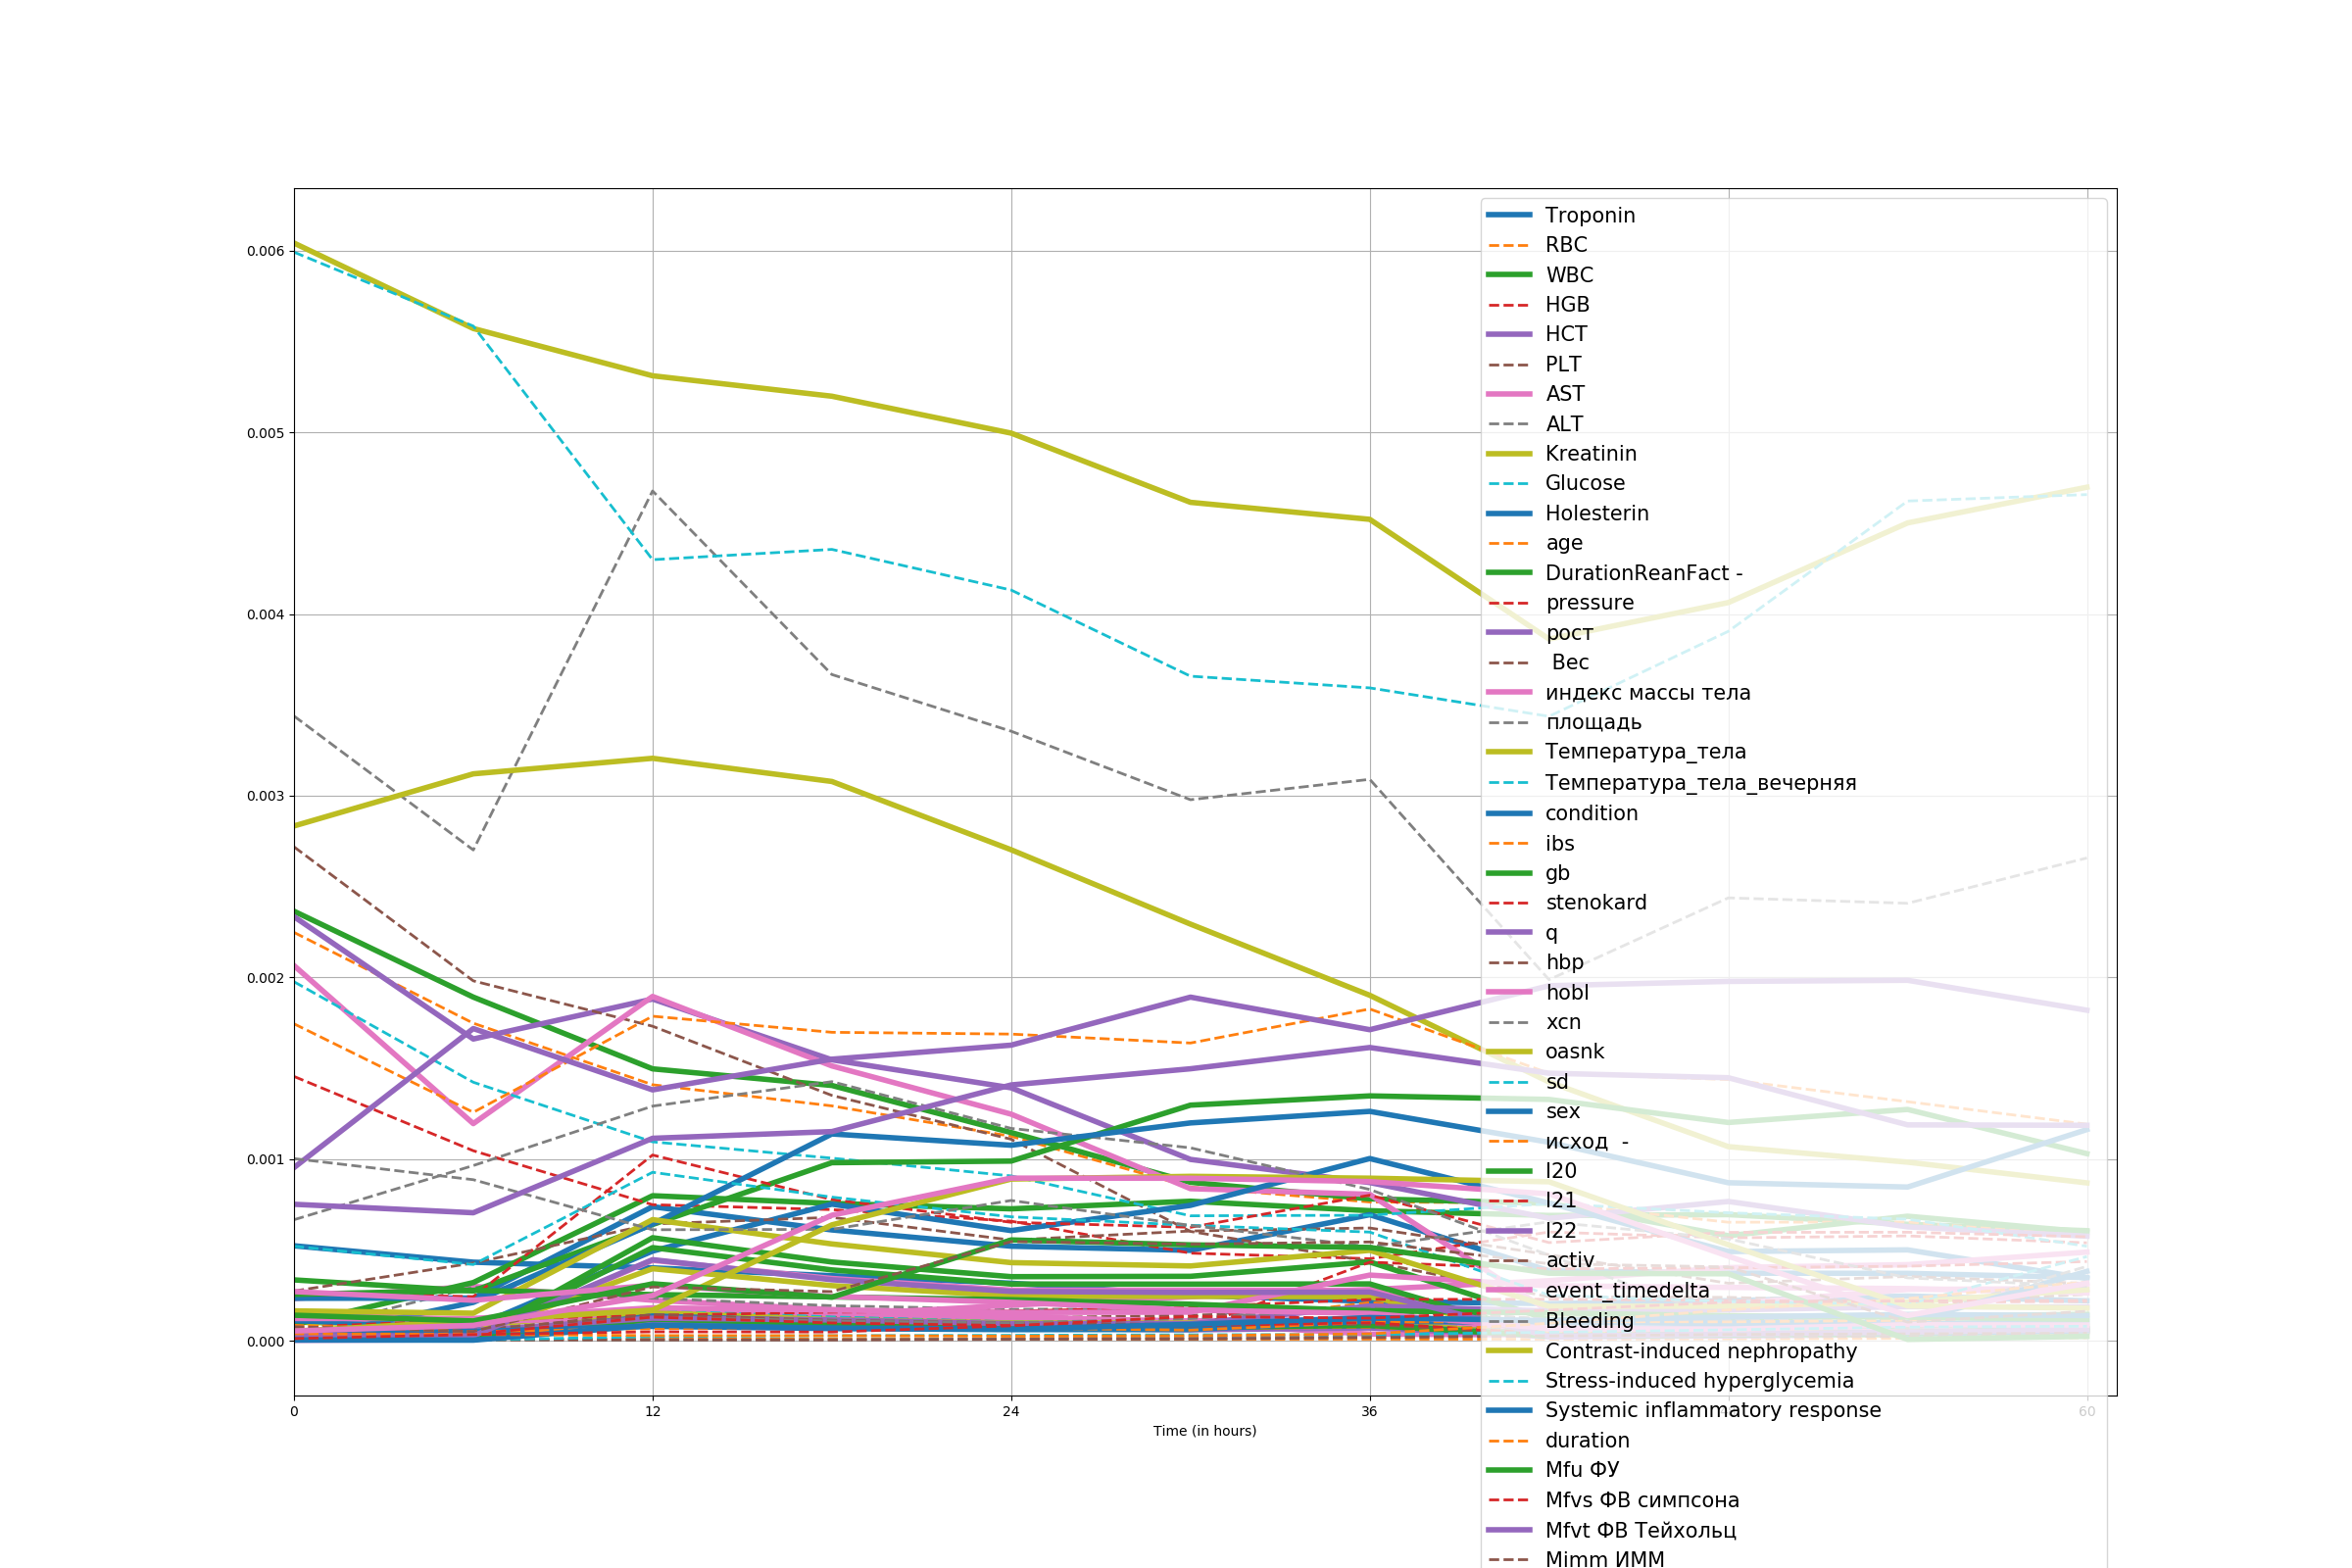 0.006
0.005
0.004
0.003
0.002
0.001
0.000
0
12
24
36
60
Time (in hours)
Troponin
RBC
WBC
HGB
HCT
PLT
AST
ALT
Kreatinin
Glucose
Holesterin
age
DurationReanFact -
pressure
рост
Вес
индекс массы тела
площадь
Температура_тела
Температура_тела_вечерняя
condition
ibs
gb
stenokard
q
hbp
hobl
xcn
oasnk
sd
sex
исход  -
I20
I21
I22
activ
event_timedelta
Bleeding
Contrast-induced nephropathy
Stress-induced hyperglycemia
Systemic inflammatory response
duration
Mfu ФУ
Mfvs ФВ симпсона
Mfvt ФВ Тейхольц
Mimm ИММ